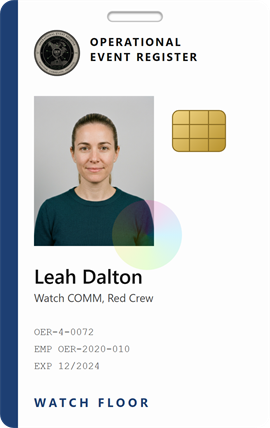 OPERATIONAL
EVENT REGISTER
Leah Dalton
Watch COMM, Red Crew
OER-4-0072
EMP OER-2020-010
EXP 12/2024
WATCH FLOOR